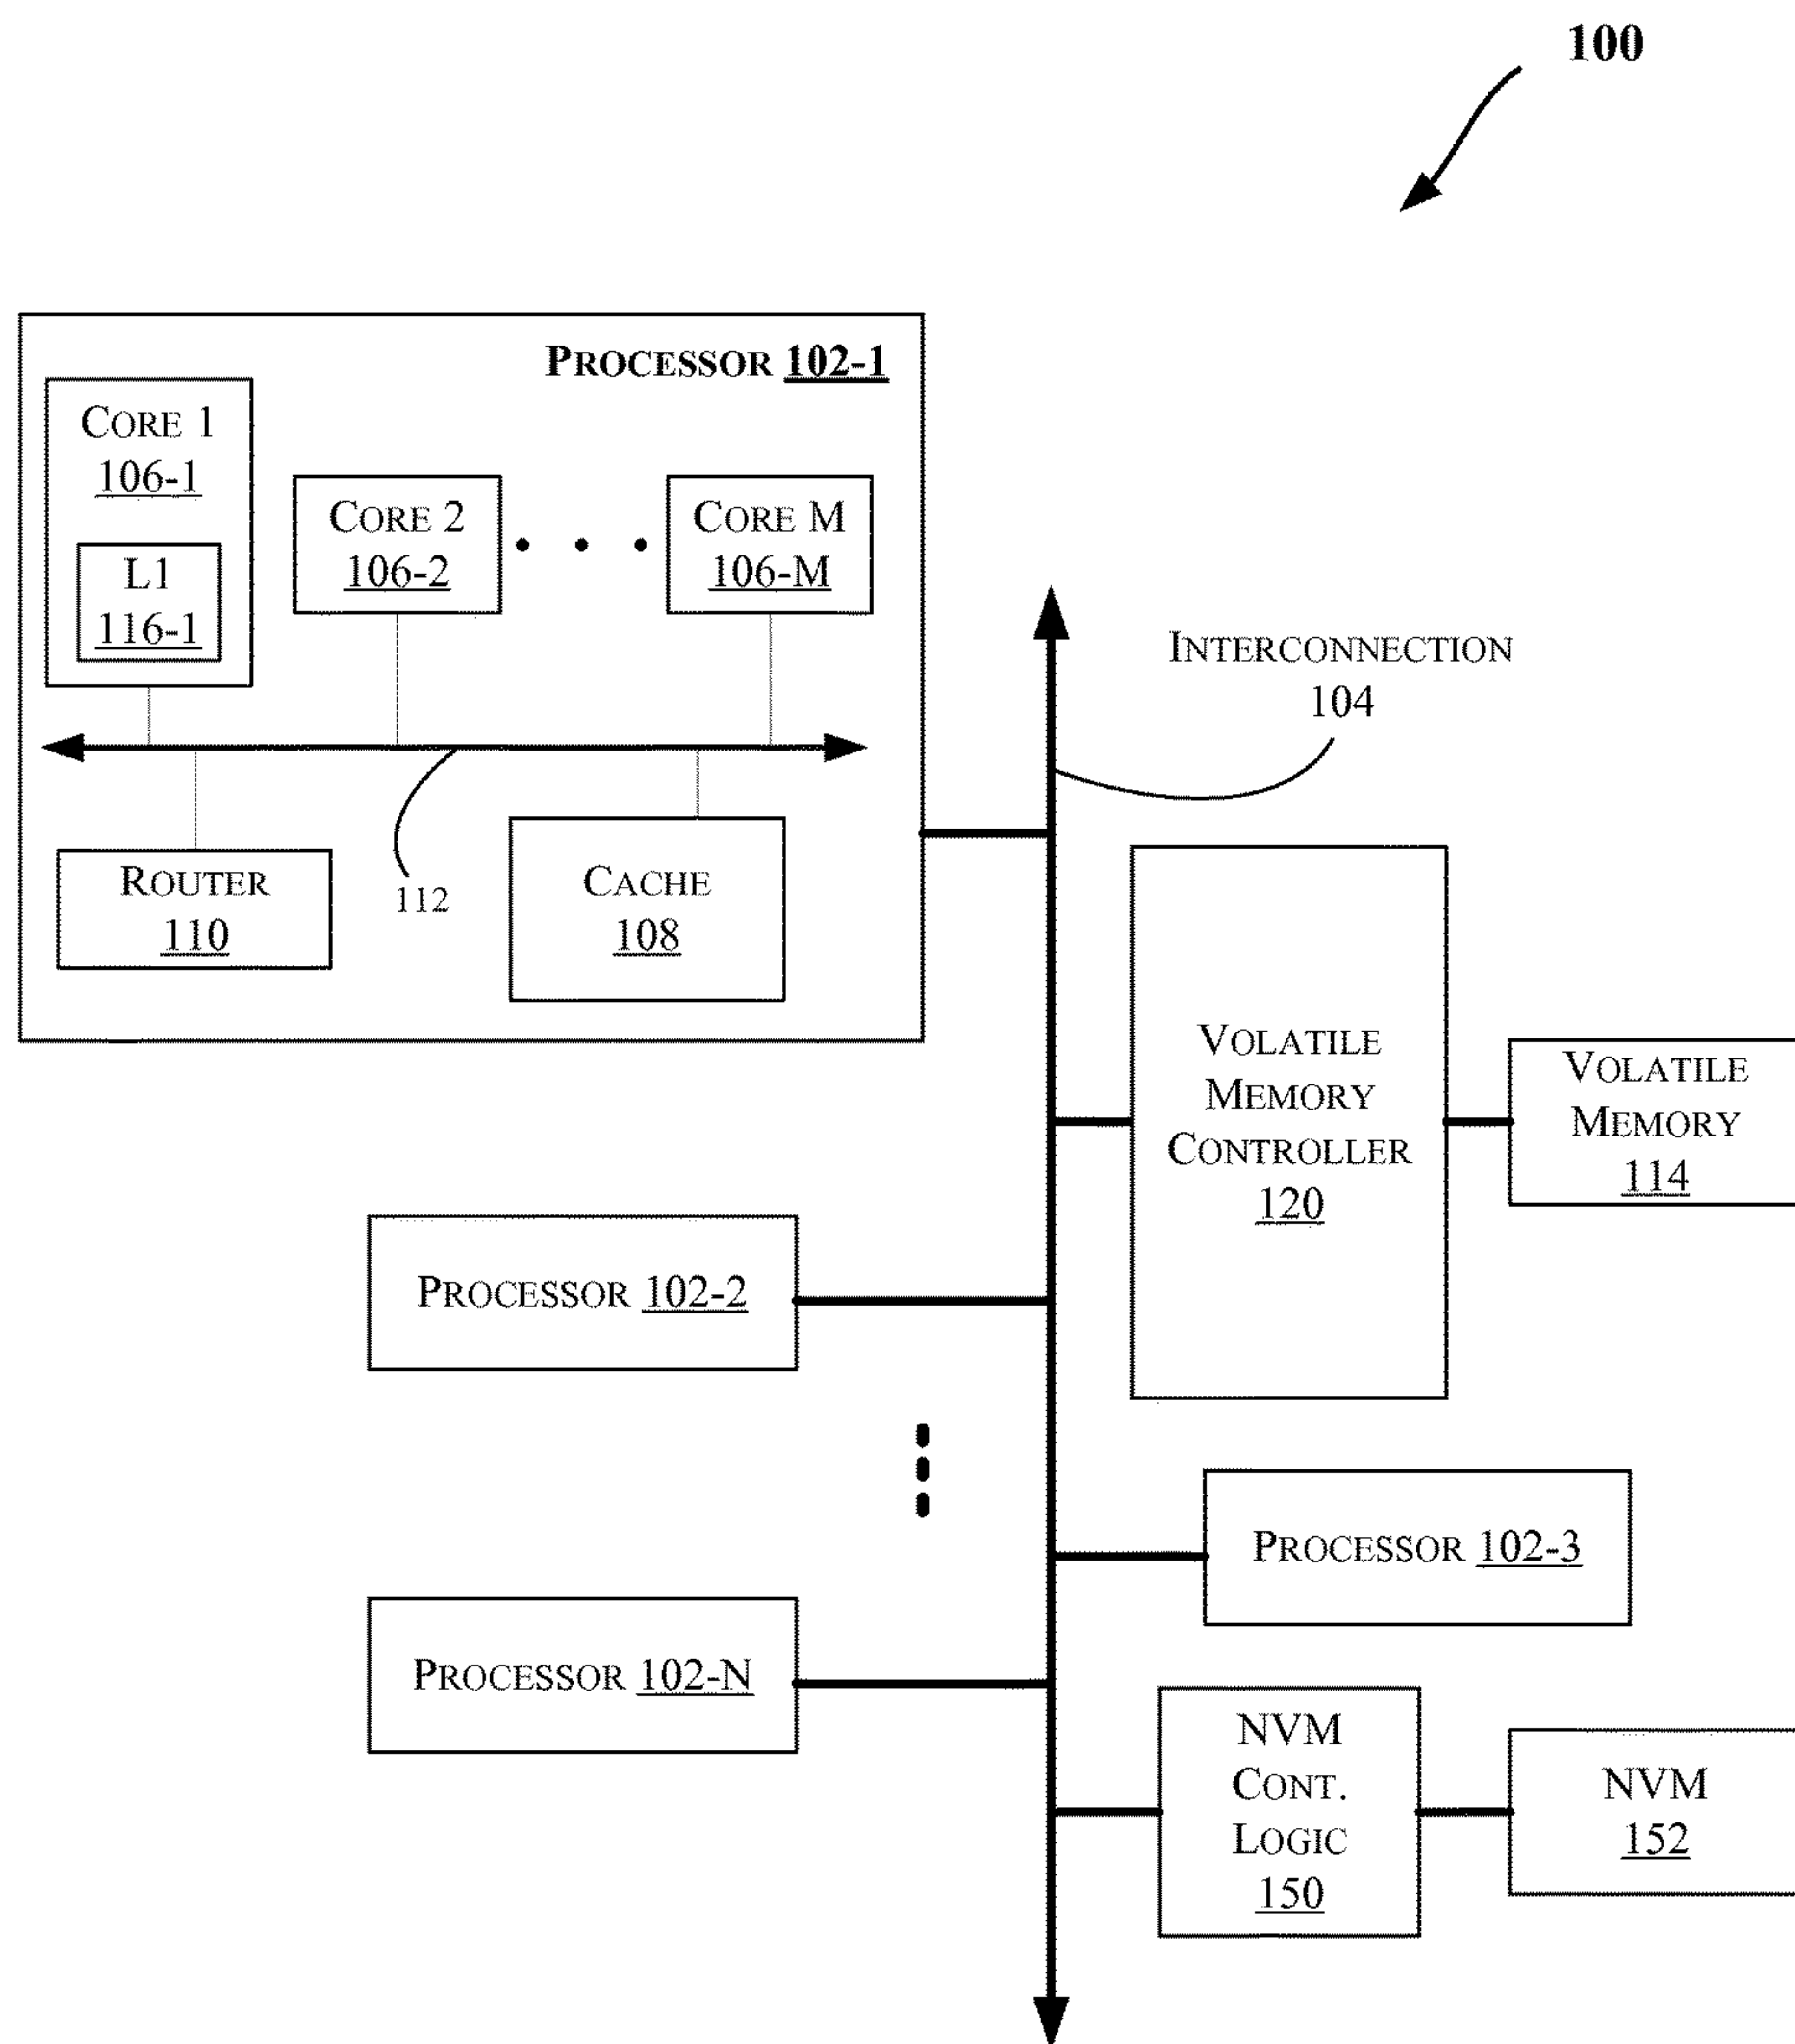 100
PROCESSOR 102-1
CORE 1
106-1
L1
116-1
CORE 2
106-2
CORE M
106-M
ROUTER
110
112
CACHE
108
INTERCONNECTION
104
VOLATILE
MEMORY
CONTROLLER
120
VOLATILE
MEMORY
114
PROCESSOR 102-2
PROCESSOR 102-3
PROCESSOR 102-N
NVM
CONT.
LOGIC
150
NVM
152